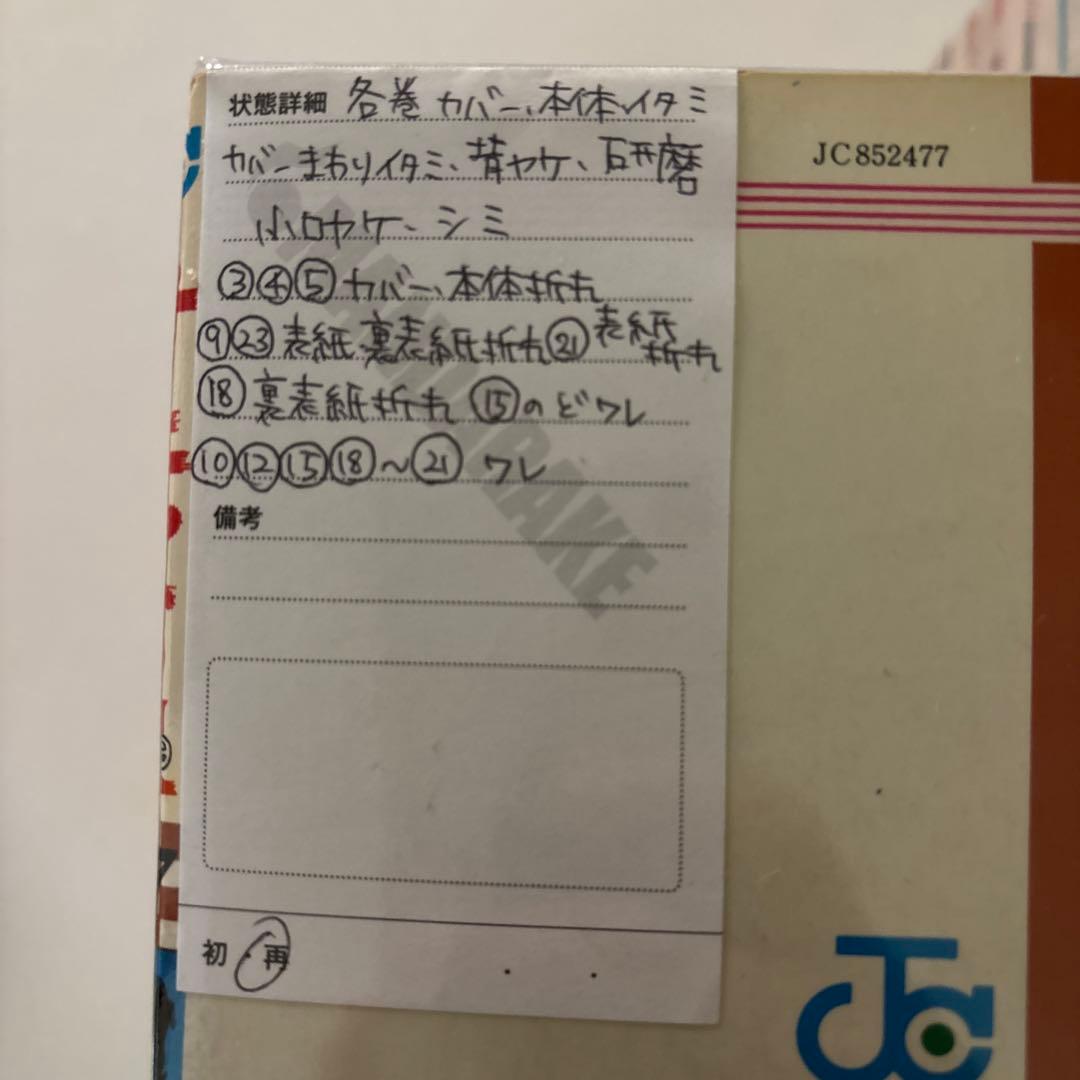 状態詳細 各巻 カバー、本体、イタミ
カバーまわりイタミ、背ヤケ、研磨
小口ヤケ、シミ
③④⑤カバー、本体折れ
⑨㉓表紙裏表紙折れ㉑表紙折れ
⑱裏表紙折れ ⑮のどワレ
⑩⑫⑮⑱〜㉑ ワレ
備考
初・再
MANDARAKE
JC852477
JC